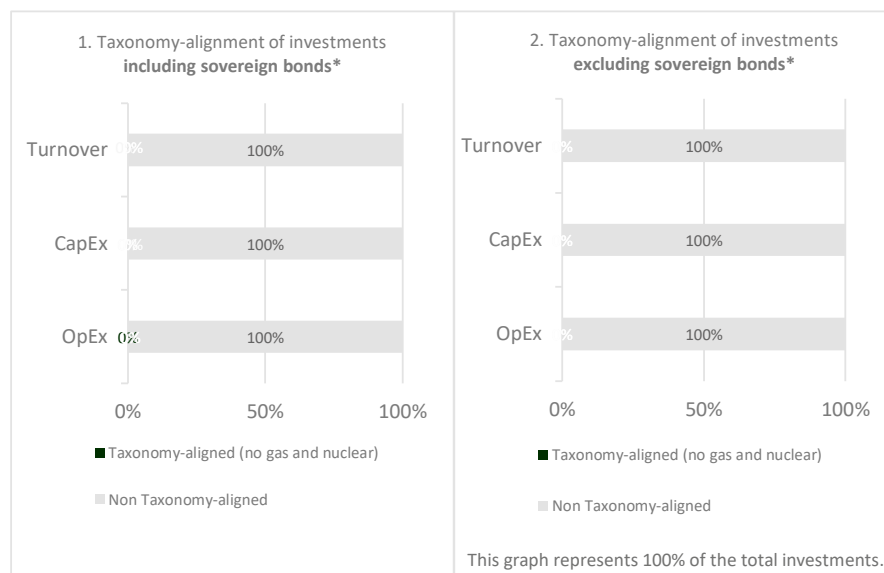 1. Taxonomy-alignment of investments
including sovereign bonds*
Turnover 0% 100%
CapEx 0% 100%
OpEx 0% 100%
0% 50% 100%
Taxonomy-aligned (no gas and nuclear)
Non Taxonomy-aligned
2. Taxonomy-alignment of investments
excluding sovereign bonds*
Turnover 0% 100%
CapEx 0% 100%
OpEx 0% 100%
0% 50% 100%
Taxonomy-aligned (no gas and nuclear)
Non Taxonomy-aligned
This graph represents 100% of the total investments.